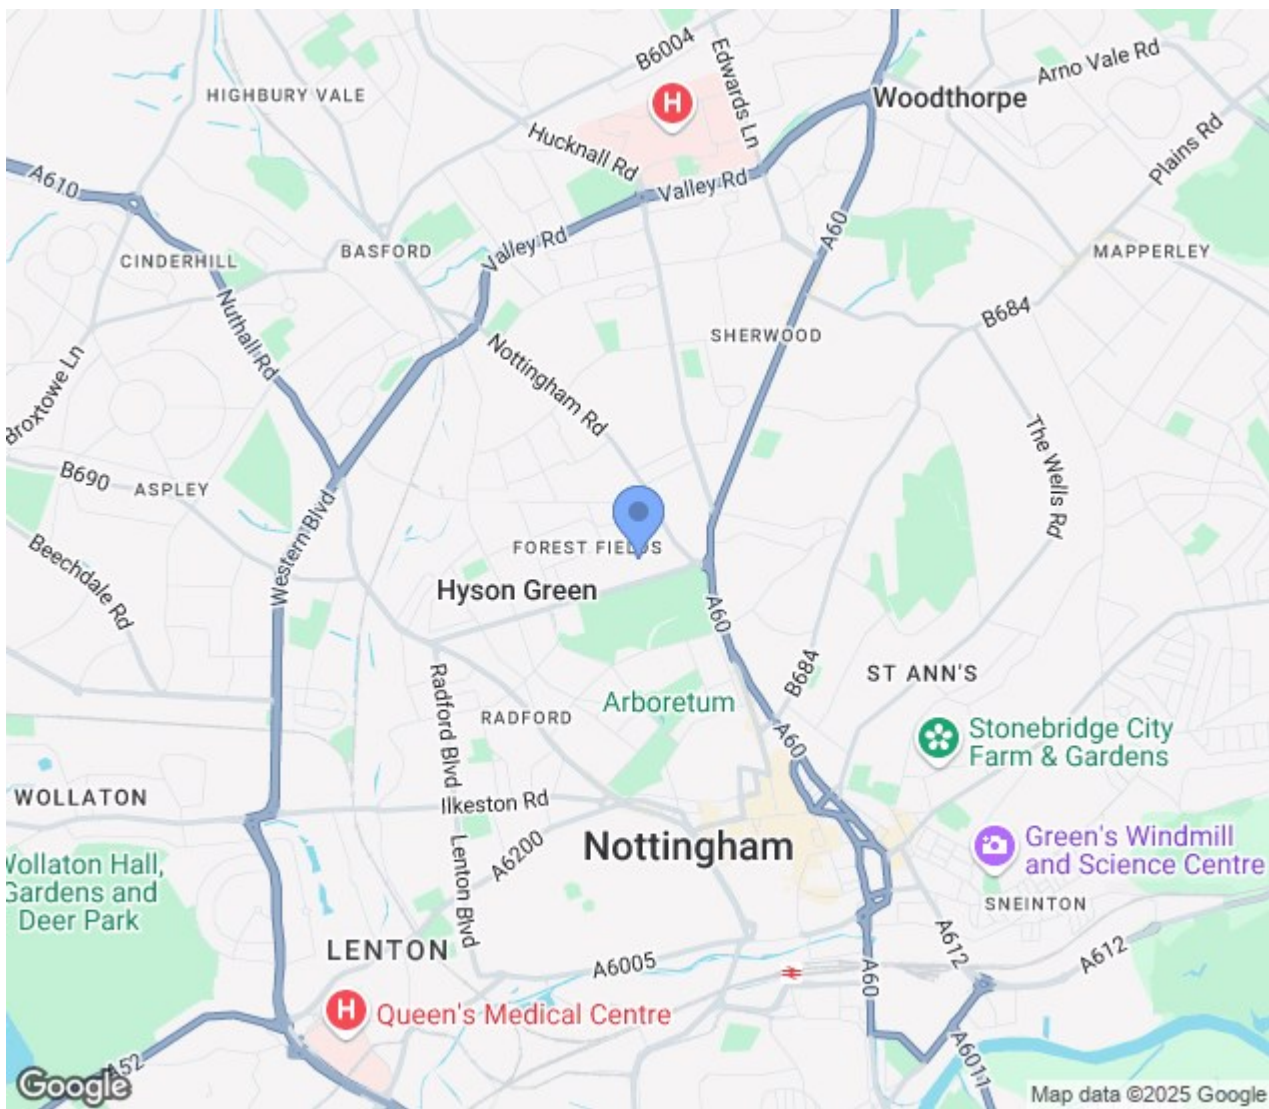 B6004
Edwards Ln
Arno Vale Rd
HIGHBURY VALE
H
Woodthorpe
Hucknall Rd
Plains Rd
A610
Valley Rd
A60
CINDERHILL
BASFORD
Valley Rd
MAPPERLEY
Nuthall Rd
B684
SHERWOOD
Nottingham Rd
Broxtowe Ln
The Wells Rd
B690
ASPLEY
Western Blvd
Beechdale Rd
FOREST FIELDS
Hyson Green
A60
B684
ST ANN'S
Radford Blvd
Arboretum
RADFORD
A60
Stonebridge City
Farm & Gardens
WOLLATON
Ilkeston Rd
Lenton Blvd
A6200
Nottingham
Green's Windmill
and Science Centre
Wollaton Hall,
Gardens and
Deer Park
SNEINTON
LENTON
A6005
A612
A612
A60
H
Queen's Medical Centre
A52
A6011
Google
Map data ©2025 Google